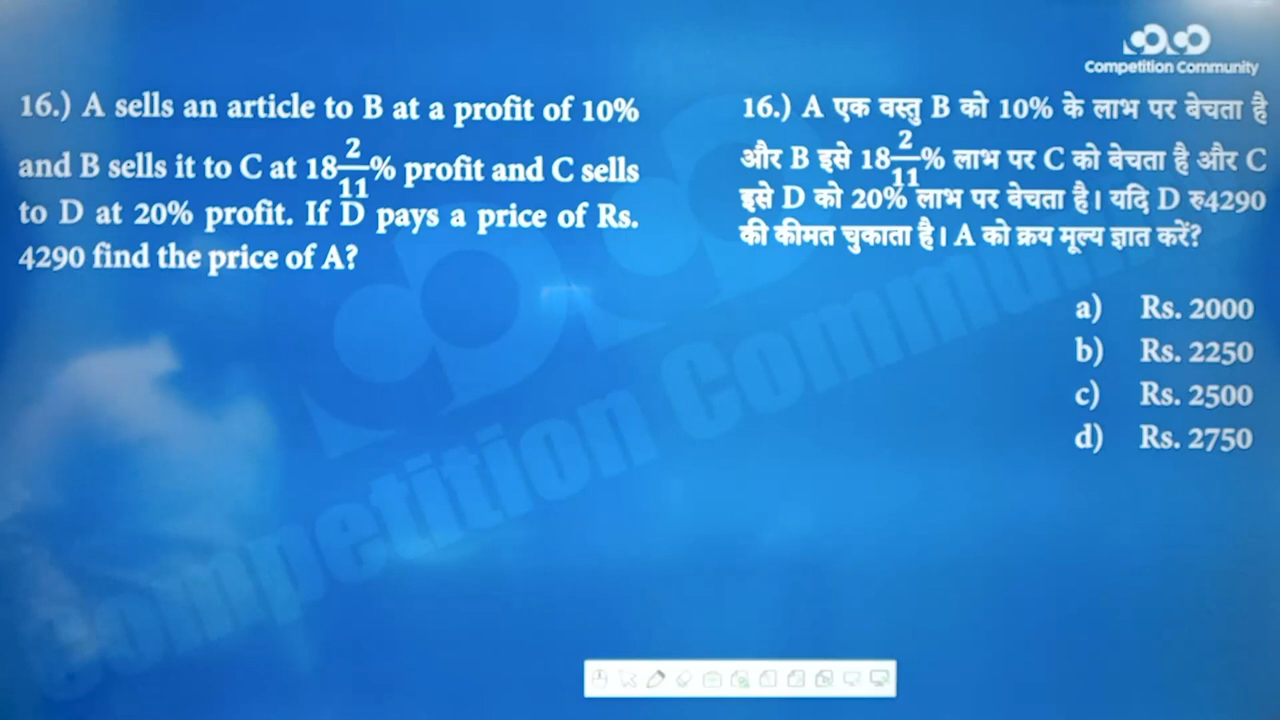 Competition Community
16.) A sells an article to B at a profit of 10%
and B sells it to C at 18 2/11 % profit and C sells
to D at 20% profit. If D pays a price of Rs.
4290 find the price of A?
16.) A एक वस्तु B को 10% के लाभ पर बेचता है
और B इसे 18 2/11 % लाभ पर C को बेचता है और C
इसे D को 20% लाभ पर बेचता है। यदि D रु4290
की कीमत चुकाता है। A को क्रय मूल्य ज्ञात करें?
a) Rs. 2000
b) Rs. 2250
c) Rs. 2500
d) Rs. 2750
Competition Community